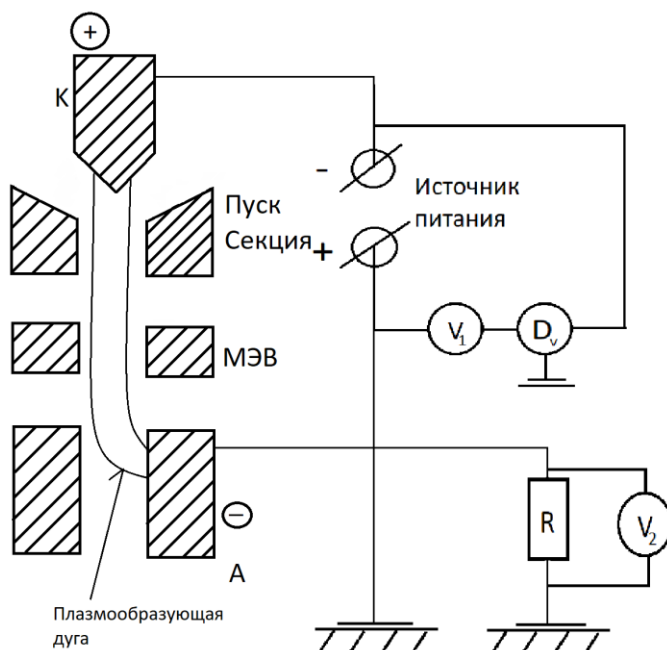 +
K
-
Источник
питания
Пуск
Секция
+
V₁
Dᵥ
МЭВ
R
V₂
−
A
Плазмообразующая
дуга